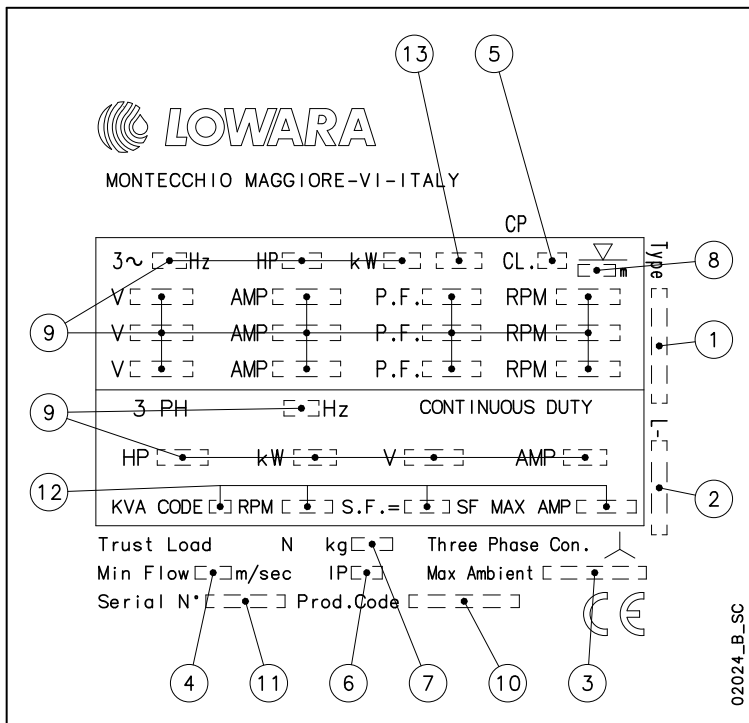 13 5
LOWARA
MONTECCHIO MAGGIORE-VI-ITALY
CP
3~ Hz HP kW CL. m Type 8
V AMP P.F. RPM
9 V AMP P.F. RPM 1
V AMP P.F. RPM
9 3 PH Hz CONTINUOUS DUTY L-
HP kW V AMP
12 KVA CODE RPM S.F.= SF MAX AMP 2
Trust Load N kg Three Phase Con.
Min Flow m/sec IP Max Ambient
Serial N° Prod.Code CE
4 11 6 7 10 3
02024_B_SC